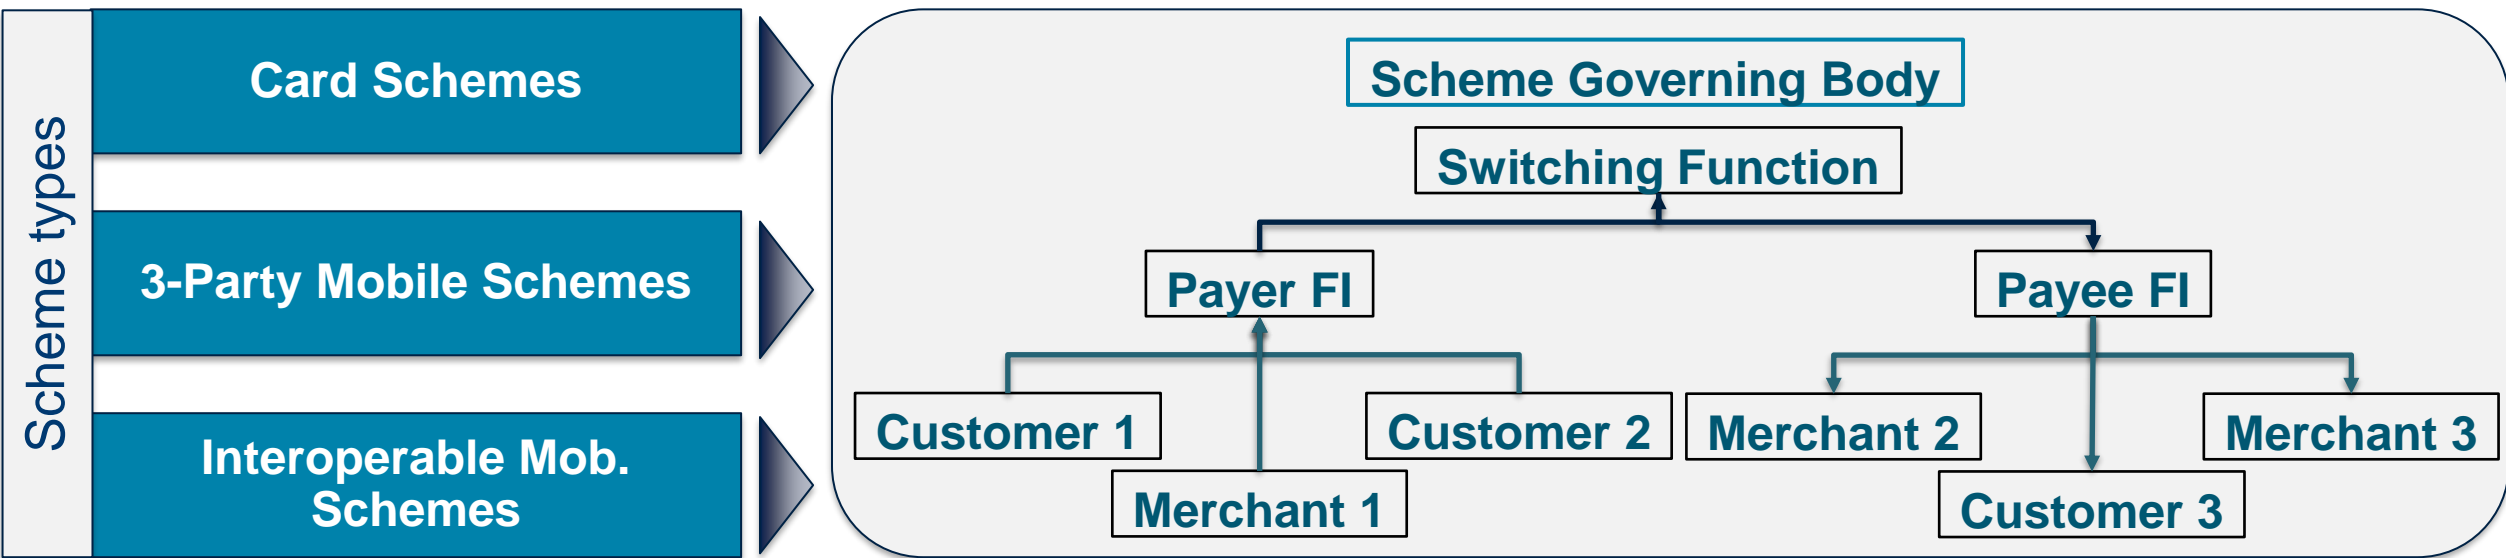 Scheme types
Card Schemes
3-Party Mobile Schemes
Interoperable Mob.
Schemes
Scheme Governing Body
Switching Function
Payer FI
Payee FI
Customer 1
Customer 2
Merchant 2
Merchant 3
Merchant 1
Customer 3